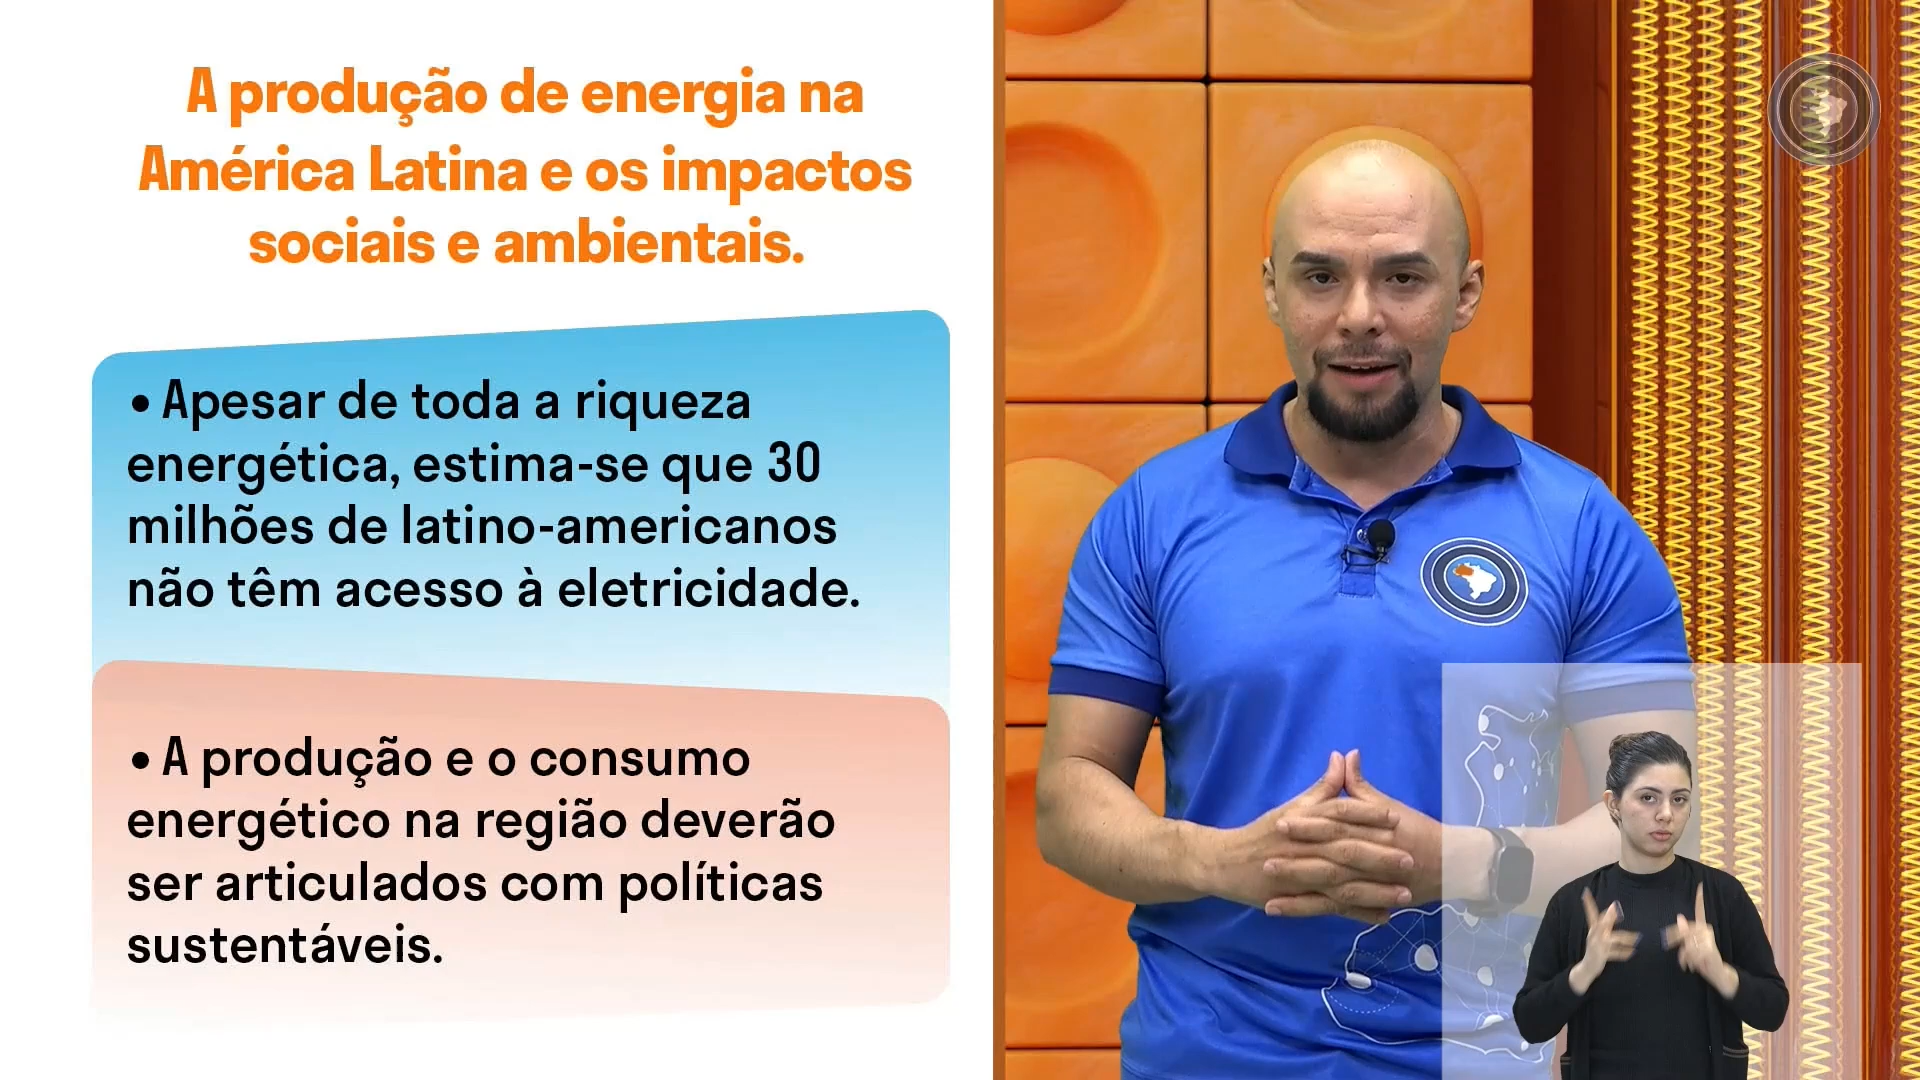 A produção de energia na
América Latina e os impactos
sociais e ambientais.
• Apesar de toda a riqueza
energética, estima-se que 30
milhões de latino-americanos
não têm acesso à eletricidade.
• A produção e o consumo
energético na região deverão
ser articulados com políticas
sustentáveis.